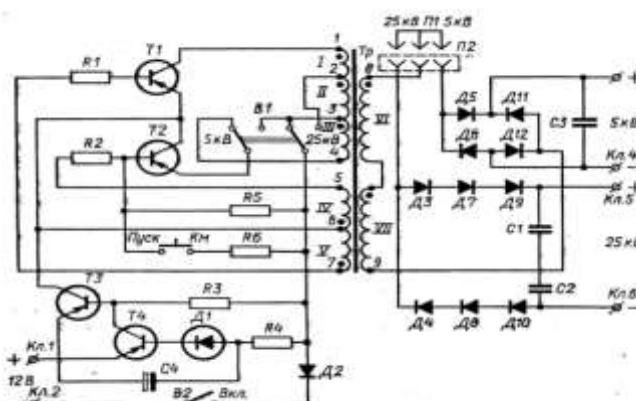 25кВ П1 5кВ
П2
T1
R1
1
I
2
II
3
III
4
Тр
8
VI
Д5
Д11
C3
5кВ
T2
R2
5кВ
В1
25кВ
Д6
Д12
Кл.4
5
IV
6
V
7
VII
9
Д3
Д7
Д9
Кл.5
R5
Пуск
Км
R6
C1
25к
C2
T3
R3
T4
Д1
R4
Д4
Д8
Д10
Кл.6
Кл.1
+
12В
C4
Д2
Кл.2
В2
Вкл.